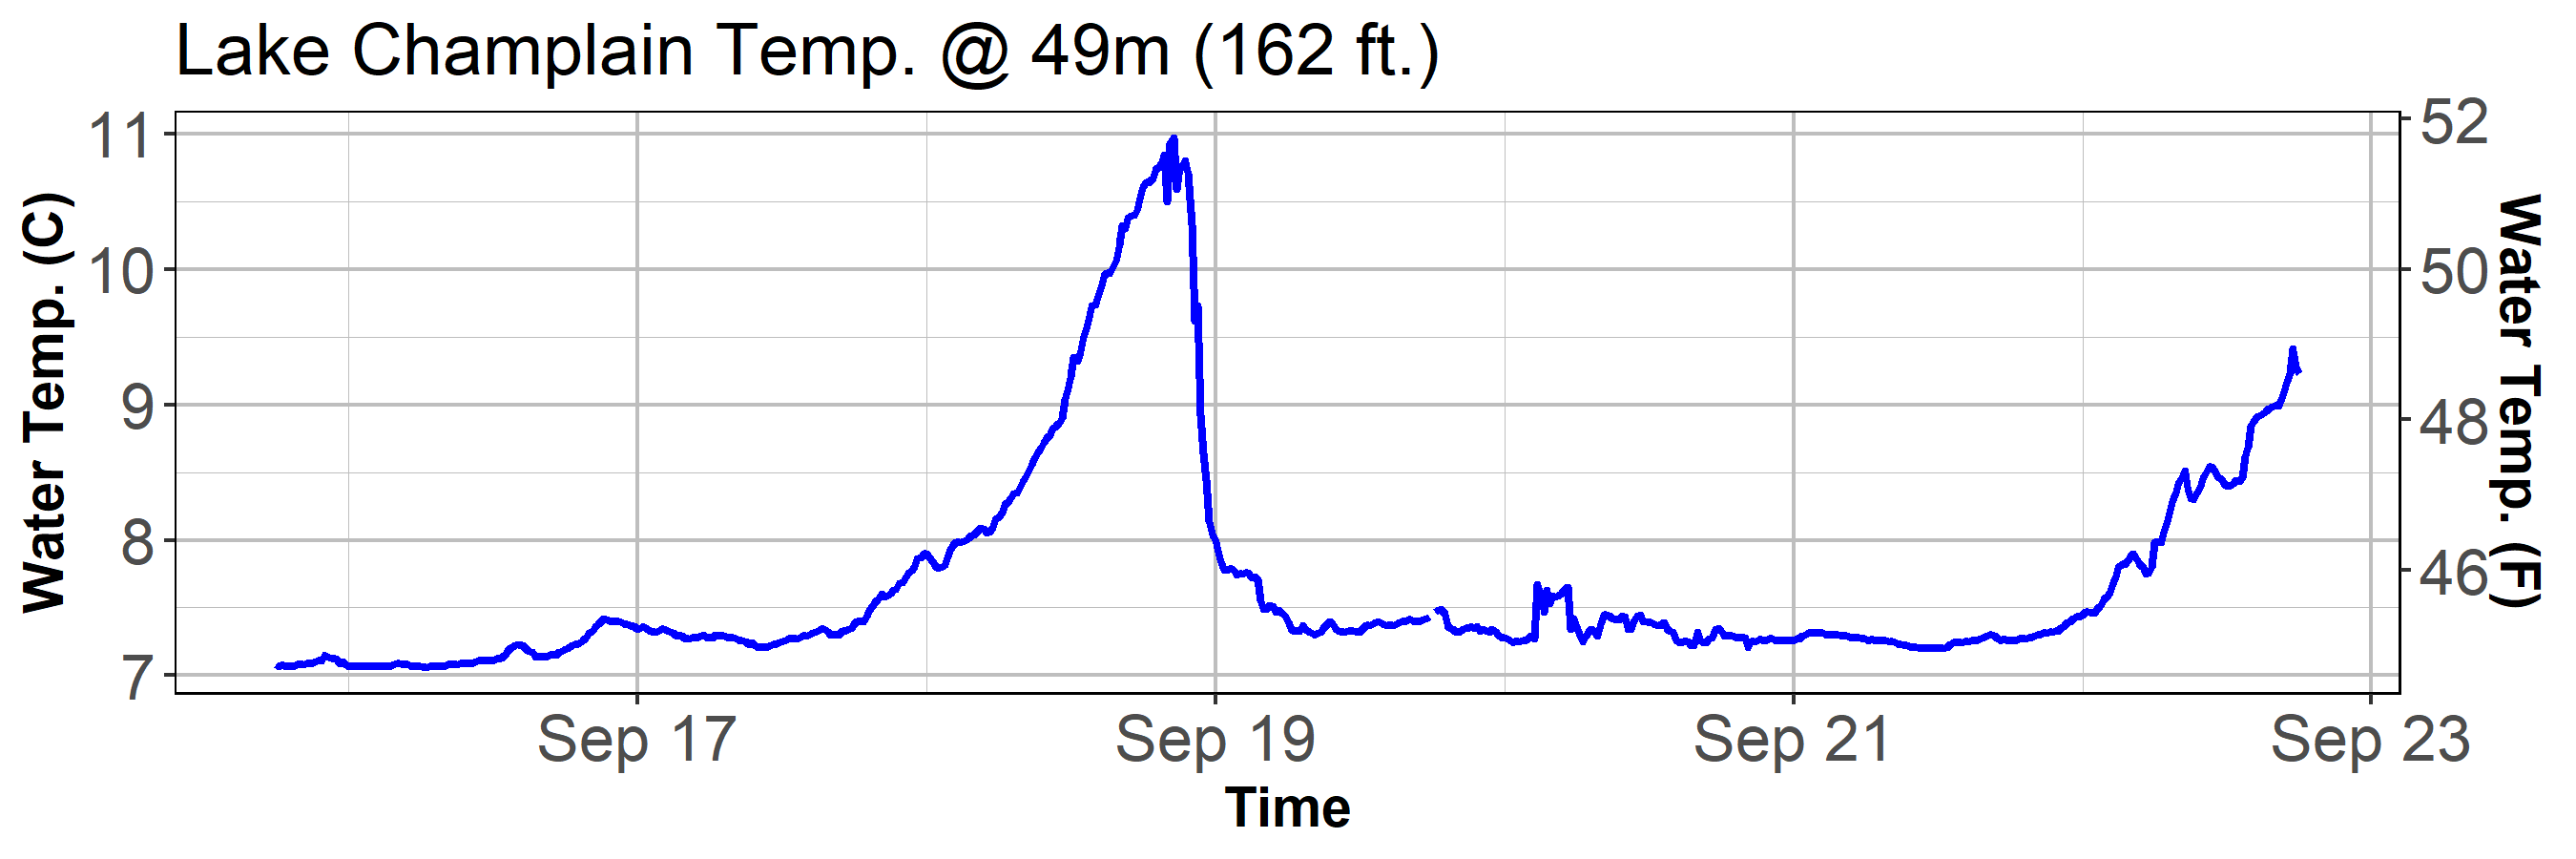 Lake Champlain Temp. @ 49m (162 ft.)
Water Temp. (C)
11
10
9
8
7
52
50
48
46
Water Temp. (F)
Sep 17
Sep 19
Sep 21
Sep 23
Time